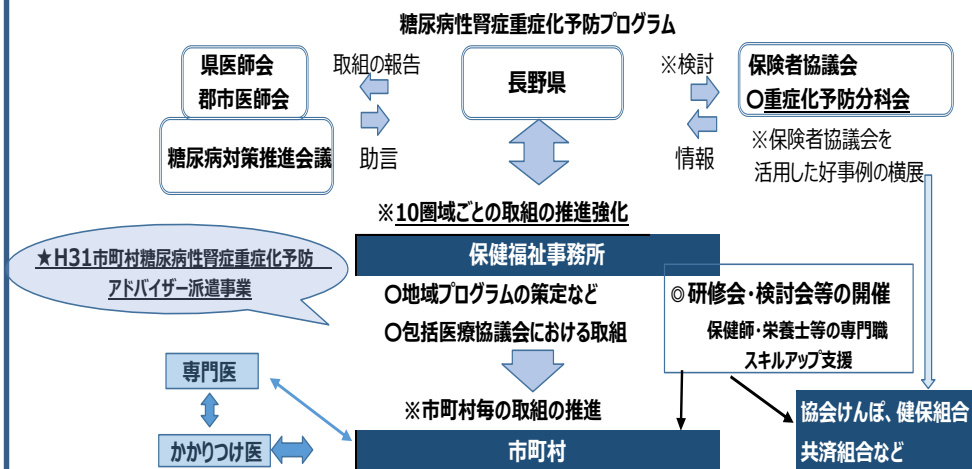 糖尿病性腎症重症化予防プログラム
県医師会
郡市医師会
糖尿病対策推進会議
取組の報告
助言
長野県
※検討
情報
保険者協議会
〇重症化予防分科会
※保険者協議会を
活用した好事例の横展
※10圏域ごとの取組の推進強化
保健福祉事務所
★H31市町村糖尿病性腎症重症化予防
アドバイザー派遣事業
〇地域プログラムの策定など
〇包括医療協議会における取組
◎研修会・検討会等の開催
保健師・栄養士等の専門職
スキルアップ支援
専門医
かかりつけ医
※市町村毎の取組の推進
市町村
協会けんぽ、健保組合
共済組合など